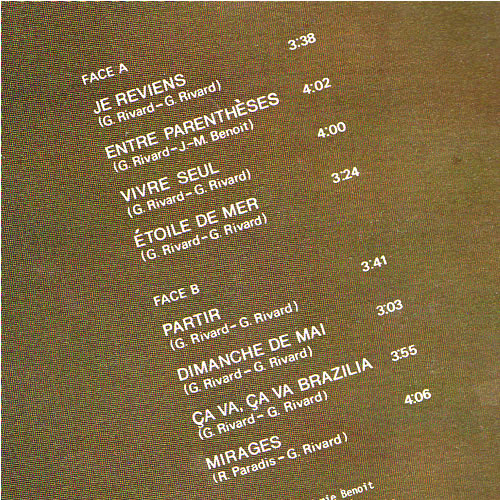 FACE A
JE REVIENS 3:38
(G. Rivard-G. Rivard)
ENTRE PARENTHÈSES 4:02
(G. Rivard-J-M. Benoit)
VIVRE SEUL 4:00
(G. Rivard-G. Rivard)
ÉTOILE DE MER 3:24
(G. Rivard-G. Rivard)
FACE B
PARTIR 3:41
(G. Rivard-G. Rivard)
DIMANCHE DE MAI 3:03
(G. Rivard-G. Rivard)
ÇA VA, ÇA VA BRAZILIA 3:55
(G. Rivard-G. Rivard)
MIRAGES 4:06
(R. Paradis-G. Rivard)
Benoit